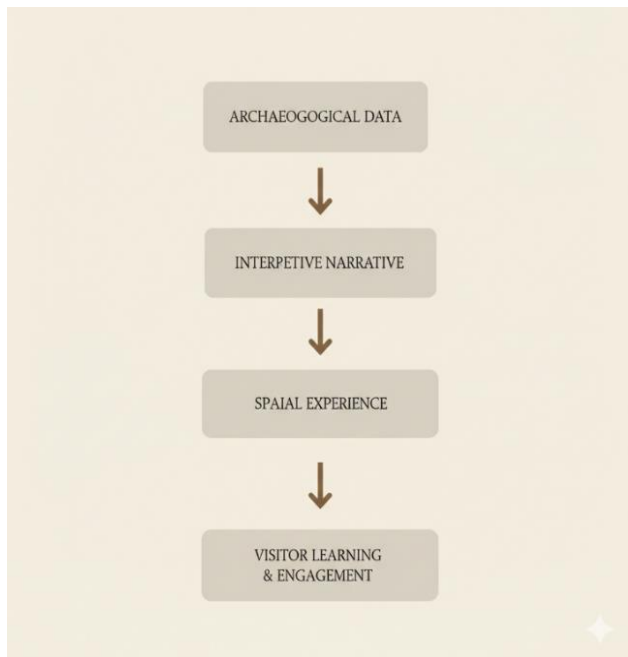 ARCHAEOGOGICAL DATA
INTERPETIVE NARRATIVE
SPAIAL EXPERIENCE
VISITOR LEARNING
& ENGAGEMENT